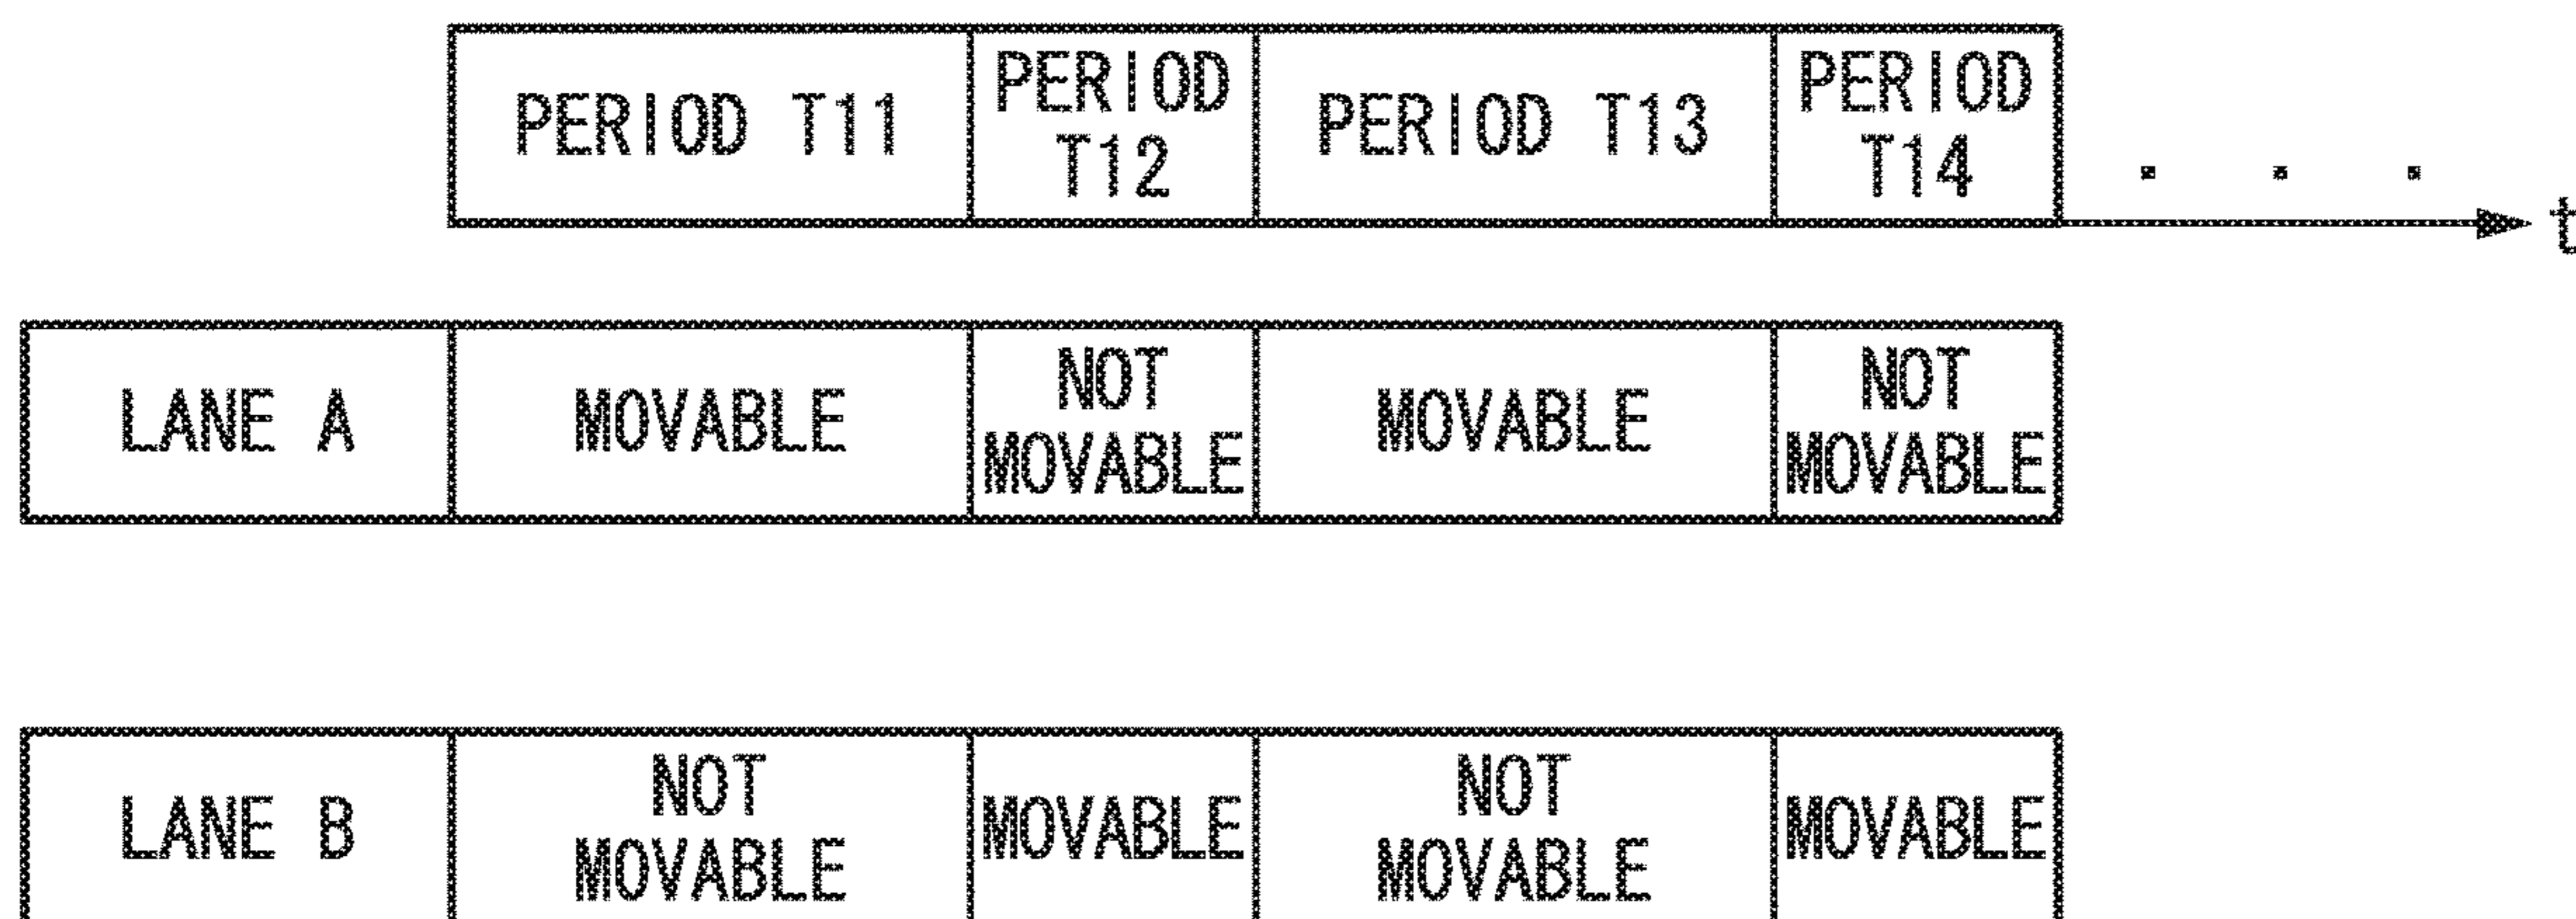 PERIOD T11
PERIOD
T12
PERIOD T13
PERIOD
T14
. . .
t
LANE A
MOVABLE
NOT
MOVABLE
MOVABLE
NOT
MOVABLE
LANE B
NOT
MOVABLE
MOVABLE
NOT
MOVABLE
MOVABLE